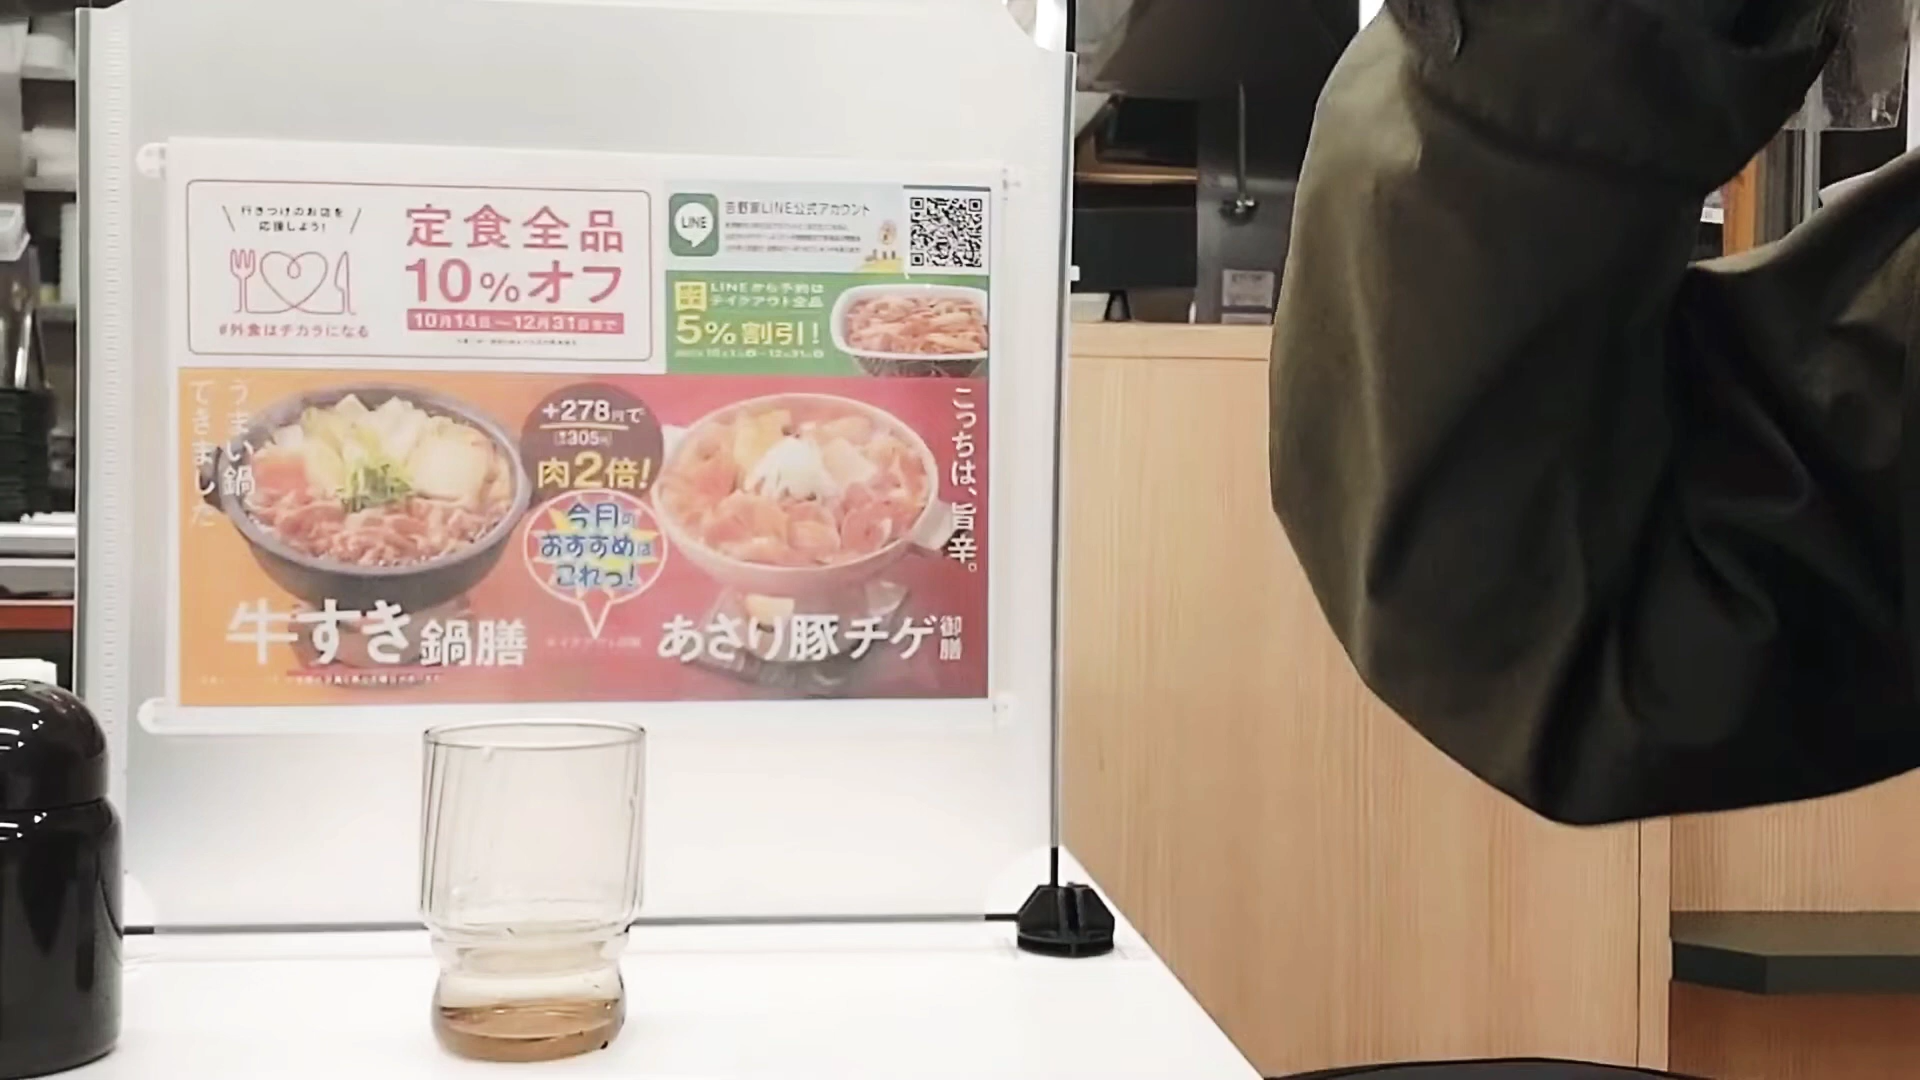 行きつけのお店を
応援しよう!
#外食はチカラになる
定食全品
10%オフ
10月14日〜12月31日まで
LINE
吉野家LINE公式アカウント
LINEから予約は
テイクアウト全品
5%割引!
うまい鍋
てきました
+278円で
305円
肉2倍!
今月の
おすすめは
これっ!
こっちは、旨辛。
牛すき鍋膳
あさり豚チゲ御膳